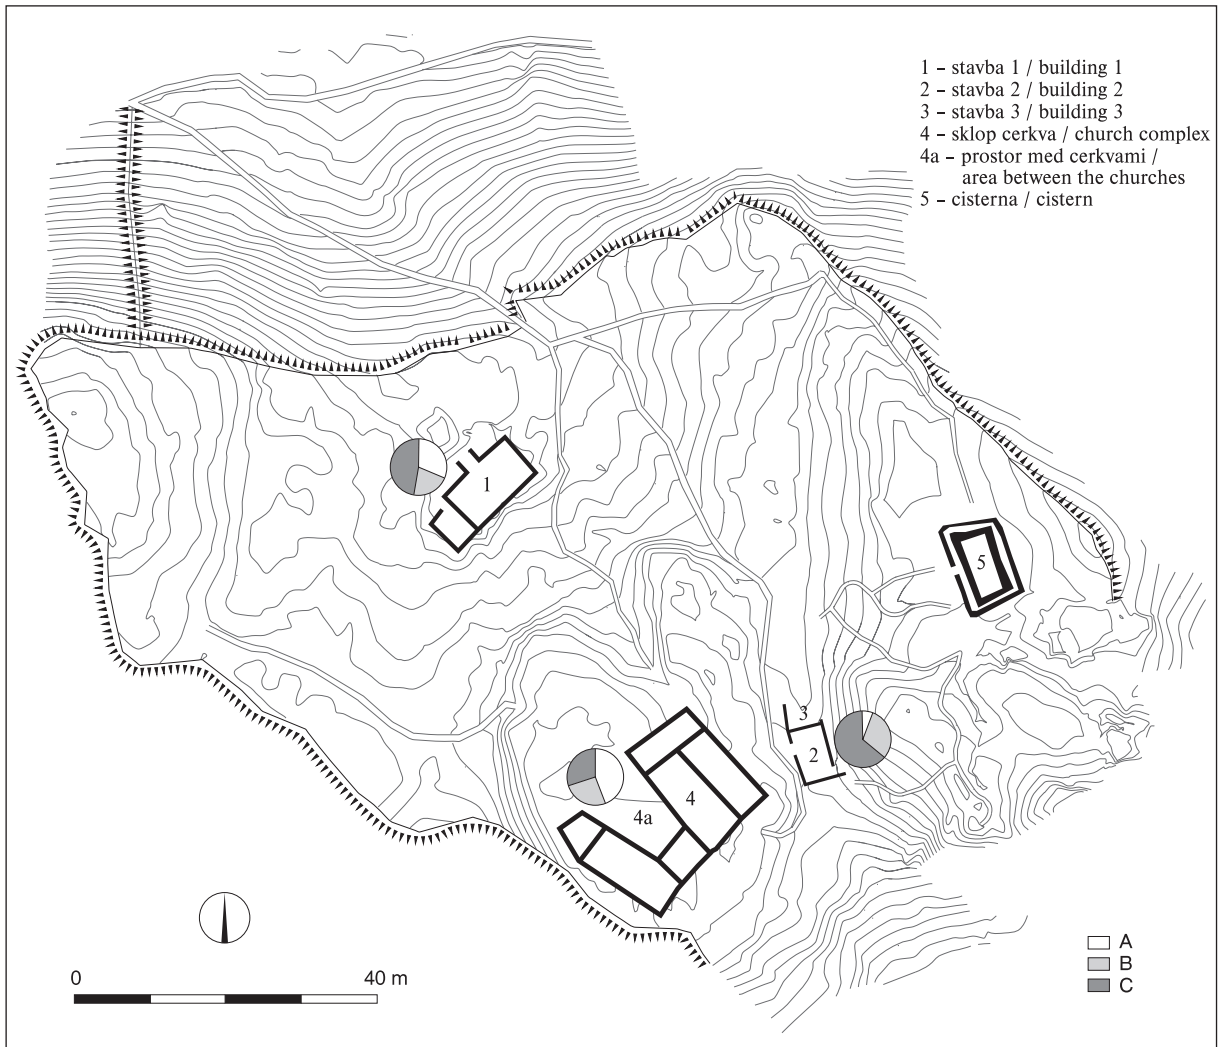 1 – stavba 1 / building 1
2 – stavba 2 / building 2
3 – stavba 3 / building 3
4 – sklop cerkva / church complex
4a – prostor med cerkvami /
area between the churches
5 – cisterna / cistern
1
5
3
2
4
4a
A
B
C
0 40 m